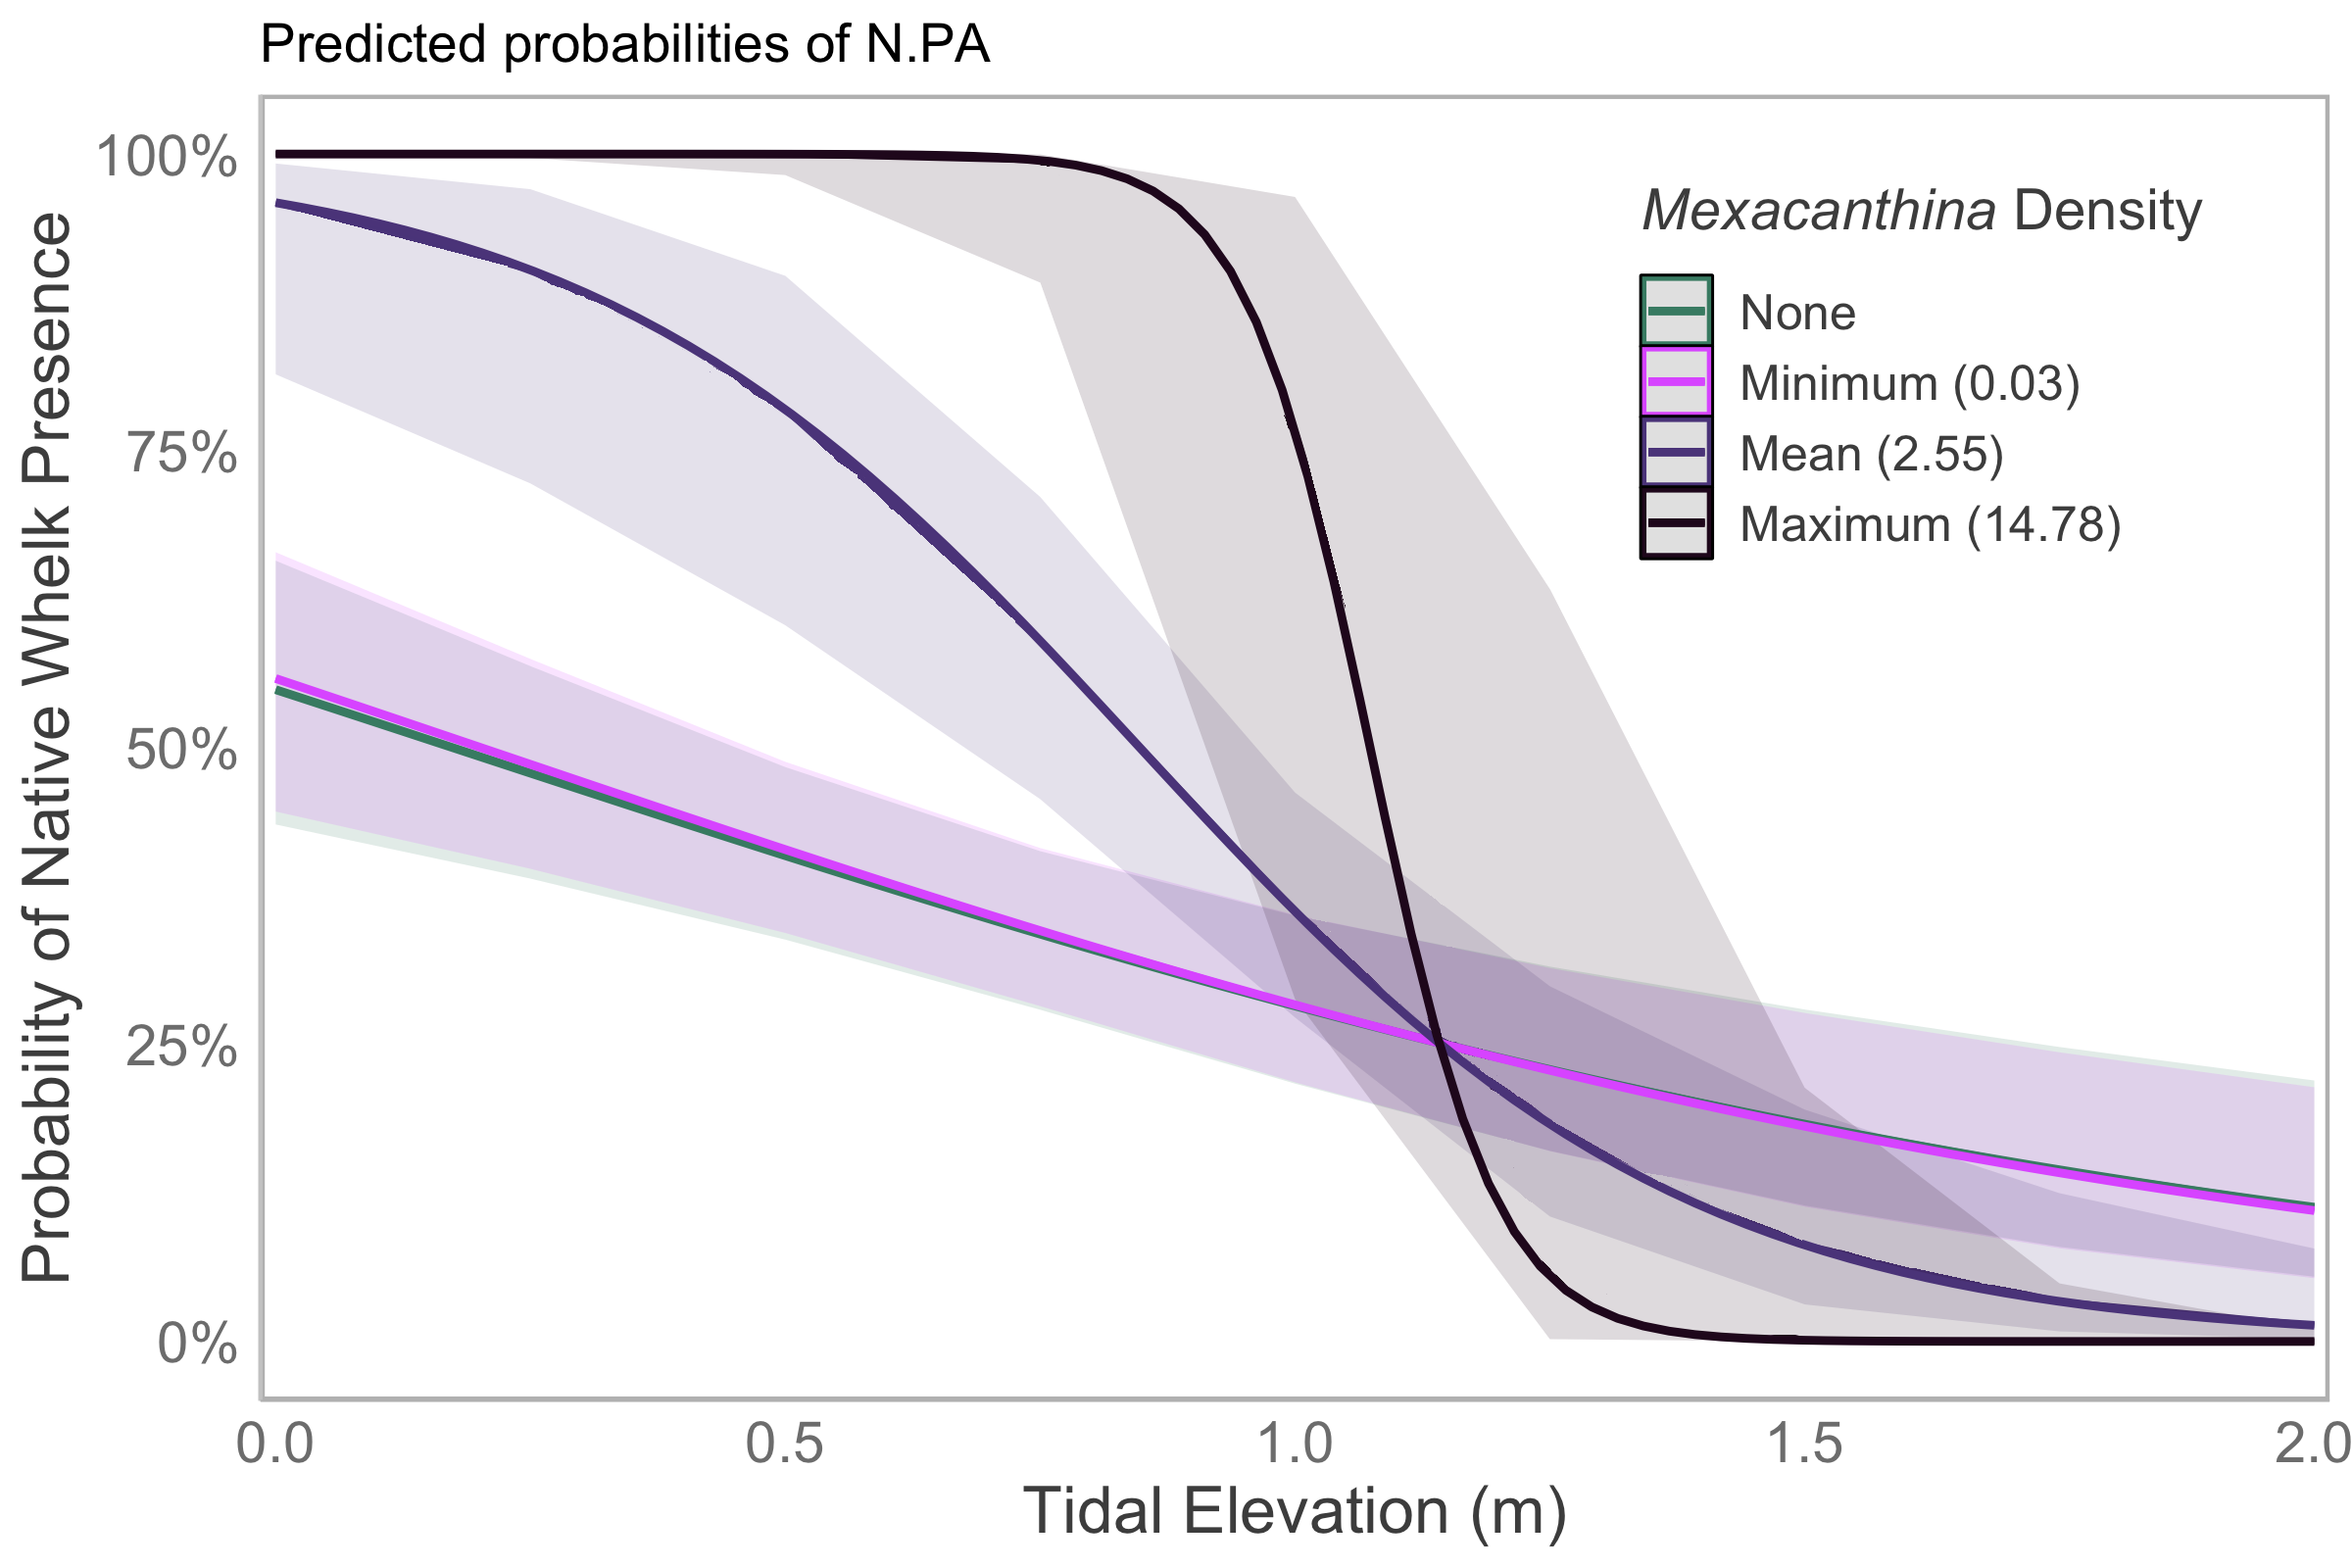 Predicted probabilities of N.PA
Probability of Native Whelk Presence
100%
75%
50%
25%
0%
Mexacanthina Density
None
Minimum (0.03)
Mean (2.55)
Maximum (14.78)
0.0 0.5 1.0 1.5 2.0
Tidal Elevation (m)